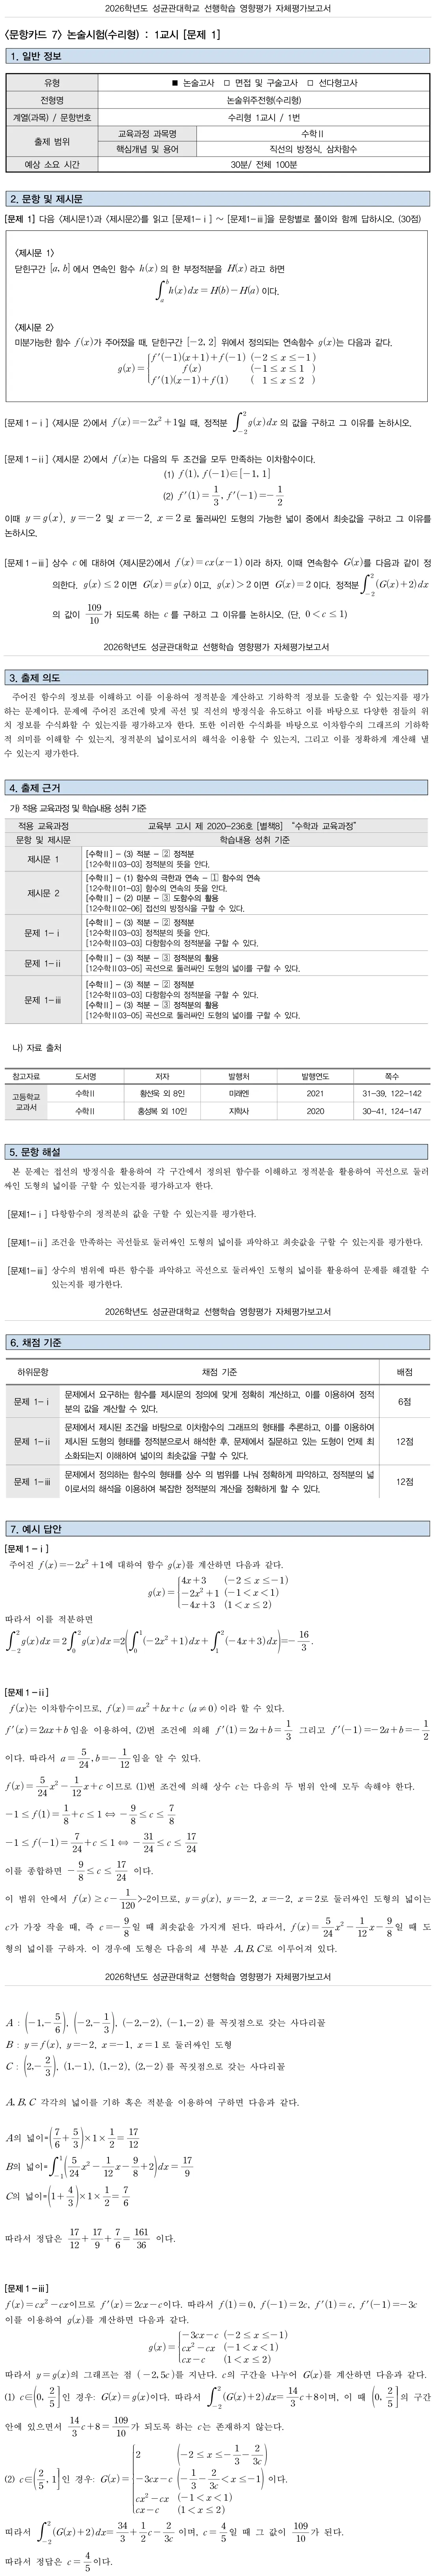 2026학년도 성균관대학교 선행학습 영향평가 자체평가보고서
<문항카드 7> 논술시험(수리형) : 1교시 [문제 1]
1. 일반 정보
유형 ■ 논술고사 □ 면접 및 구술고사 □ 선다형고사
전형명 논술위주전형(수리형)
계열(과목) / 문항번호 수리형 1교시 / 1번
출제 범위 교육과정 과목명 수학Ⅱ
핵심개념 및 용어 직선의 방정식, 삼차함수
예상 소요 시간 30분/ 전체 100분
2. 문항 및 제시문
[문제 1] 다음 <제시문1>과 <제시문2>를 읽고 [문제1-ⅰ] ~ [문제1-ⅲ]을 문항별로 풀이와 함께 답하시오. (30점)
<제시문 1>
닫힌구간 [a, b]에서 연속인 함수 h(x)의 한 부정적분을 H(x)라고 하면
∫_a^b h(x)dx = H(b)−H(a)이다.
<제시문 2>
미분가능한 함수 f(x)가 주어졌을 때, 닫힌구간 [−2, 2] 위에서 정의되는 연속함수 g(x)는 다음과 같다.
g(x) = { f′(−1)(x+1)+f(−1) (−2 ≤ x ≤ −1)
f(x) (−1 ≤ x ≤ 1 )
f′(1)(x−1)+f(1) ( 1 ≤ x ≤ 2 )
[문제1-ⅰ] <제시문 2>에서 f(x)=−2x²+1일 때, 정적분 ∫_{−2}^2 g(x)dx의 값을 구하고 그 이유를 논하시오.
[문제1-ⅱ] <제시문 2>에서 f(x)는 다음의 두 조건을 모두 만족하는 이차함수이다.
(1) f(1), f(−1)∈[−1, 1]
(2) f′(1)=1/3, f′(−1)=−1/2
이때 y=g(x), y=−2 및 x=−2, x=2로 둘러싸인 도형의 가능한 넓이 중에서 최솟값을 구하고 그 이유를
논하시오.
[문제1-ⅲ] 상수 c에 대하여 <제시문2>에서 f(x)=cx(x−1)이라 하자. 이때 연속함수 G(x)를 다음과 같이 정
의한다. g(x) ≤ 2이면 G(x)=g(x)이고, g(x)>2이면 G(x)=2이다. 정적분 ∫_{−2}^2 (G(x)+2)dx
의 값이 109/10가 되도록 하는 c를 구하고 그 이유를 논하시오. (단, 0<c≤1)
2026학년도 성균관대학교 선행학습 영향평가 자체평가보고서
3. 출제 의도
주어진 함수의 정보를 이해하고 이를 이용하여 정적분을 계산하고 기하학적 정보를 도출할 수 있는지를 평가
하는 문제이다. 문제에 주어진 조건에 맞게 곡선 및 직선의 방정식을 유도하고 이를 바탕으로 다양한 점들의 위
치 정보를 수식화할 수 있는지를 평가하고자 한다. 또한 이러한 수식화를 바탕으로 이차함수의 그래프의 기하학
적 의미를 이해할 수 있는지, 정적분의 넓이로서의 해석을 이용할 수 있는지, 그리고 이를 정확하게 계산해 낼
수 있는지 평가한다.
4. 출제 근거
가) 적용 교육과정 및 학습내용 성취 기준
적용 교육과정 교육부 고시 제 2020-236호 [별책8] “수학과 교육과정”
문항 및 제시문 학습내용 성취 기준
제시문 1 [수학Ⅱ] - (3) 적분 - ② 정적분
[12수학Ⅱ03-03] 정적분의 뜻을 안다.
제시문 2 [수학Ⅱ] - (1) 함수의 극한과 연속 - ① 함수의 연속
[12수학Ⅱ01-03] 함수의 연속의 뜻을 안다.
[수학Ⅱ] - (2) 미분 - ③ 도함수의 활용
[12수학Ⅱ02-06] 접선의 방정식을 구할 수 있다.
문제 1-ⅰ [수학Ⅱ] - (3) 적분 - ② 정적분
[12수학Ⅱ03-03] 정적분의 뜻을 안다.
[12수학Ⅱ03-03] 다항함수의 정적분을 구할 수 있다.
문제 1-ⅱ [수학Ⅱ] - (3) 적분 - ③ 정적분의 활용
[12수학Ⅱ03-05] 곡선으로 둘러싸인 도형의 넓이를 구할 수 있다.
문제 1-ⅲ [수학Ⅱ] - (3) 적분 - ② 정적분
[12수학Ⅱ03-03] 다항함수의 정적분을 구할 수 있다.
[수학Ⅱ] - (3) 적분 - ③ 정적분의 활용
[12수학Ⅱ03-05] 곡선으로 둘러싸인 도형의 넓이를 구할 수 있다.
나) 자료 출처
참고자료 도서명 저자 발행처 발행연도 쪽수
고등학교 교과서 수학Ⅱ 황선욱 외 8인 미래엔 2021 31-39, 122-142
수학Ⅱ 홍성복 외 10인 지학사 2020 30-41, 124-147
5. 문항 해설
본 문제는 접선의 방정식을 활용하여 각 구간에서 정의된 함수를 이해하고 정적분을 활용하여 곡선으로 둘러
싸인 도형의 넓이를 구할 수 있는지를 평가하고자 한다.
[문제1-ⅰ] 다항함수의 정적분의 값을 구할 수 있는지를 평가한다.
[문제1-ⅱ] 조건을 만족하는 곡선들로 둘러싸인 도형의 넓이를 파악하고 최솟값을 구할 수 있는지를 평가한다.
[문제1-ⅲ] 상수의 범위에 따른 함수를 파악하고 곡선으로 둘러싸인 도형의 넓이를 활용하여 문제를 해결할 수
있는지를 평가한다.
2026학년도 성균관대학교 선행학습 영향평가 자체평가보고서
6. 채점 기준
하위문항 채점 기준 배점
문제 1-ⅰ 문제에서 요구하는 함수를 제시문의 정의에 맞게 정확히 계산하고, 이를 이용하여 정적
분의 값을 계산할 수 있다. 6점
문제 1-ⅱ 문제에서 제시된 조건을 바탕으로 이차함수의 그래프의 형태를 추론하고, 이를 이용하여
제시된 도형의 형태를 정적분으로서 해석한 후, 문제에서 질문하고 있는 도형이 언제 최
소화되는지 이해하여 넓이의 최솟값을 구할 수 있다. 12점
문제 1-ⅲ 문제에서 정의하는 함수의 형태를 상수 의 범위를 나눠 정확하게 파악하고, 정적분의 넓
이로서의 해석을 이용하여 복잡한 정적분의 계산을 정확하게 할 수 있다. 12점
7. 예시 답안
[문제1-ⅰ]
주어진 f(x)=−2x²+1에 대하여 함수 g(x)를 계산하면 다음과 같다.
g(x) = { 4x+3 (−2 ≤ x ≤ −1)
−2x²+1 (−1 < x < 1)
−4x+3 (1 < x ≤ 2)
따라서 이를 적분하면
∫_{−2}^2 g(x)dx = 2∫_0^2 g(x)dx = 2(∫_0^1 (−2x²+1)dx + ∫_1^2 (−4x+3)dx) = −16/3.
[문제1-ⅱ]
f(x)는 이차함수이므로, f(x)=ax²+bx+c (a≠0)이라 할 수 있다.
f′(x)=2ax+b임을 이용하여, (2)번 조건에 의해 f′(1)=2a+b=1/3 그리고 f′(−1)=−2a+b=−1/2
이다. 따라서 a=5/24, b=−1/12임을 알 수 있다.
f(x)=5/24 x²−1/12 x+c이므로 (1)번 조건에 의해 상수 c는 다음의 두 범위 안에 모두 속해야 한다.
−1 ≤ f(1)=1/8+c ≤ 1 ⇔ −9/8 ≤ c ≤ 7/8
−1 ≤ f(−1)=7/24+c ≤ 1 ⇔ −31/24 ≤ c ≤ 17/24
이를 종합하면 −9/8 ≤ c ≤ 17/24 이다.
이 범위 안에서 f(x) ≥ c−1/120 >-2이므로, y=g(x), y=−2, x=−2, x=2로 둘러싸인 도형의 넓이는
c가 가장 작을 때, 즉 c=−9/8일 때 최솟값을 가지게 된다. 따라서, f(x)=5/24 x²−1/12 x−9/8일 때 도
형의 넓이를 구하자. 이 경우에 도형은 다음의 세 부분 A, B, C로 이루어져 있다.
2026학년도 성균관대학교 선행학습 영향평가 자체평가보고서
A : (−1,−5/6), (−2,−1/3), (−2,−2), (−1,−2)를 꼭짓점으로 갖는 사다리꼴
B : y=f(x), y=−2, x=−1, x=1로 둘러싸인 도형
C : (2,−2/3), (1,−1), (1,−2), (2,−2)를 꼭짓점으로 갖는 사다리꼴
A, B, C 각각의 넓이를 기하 혹은 적분을 이용하여 구하면 다음과 같다.
A의 넓이=(7/6+5/3)×1×1/2=17/12
B의 넓이=∫_{−1}^1 (5/24 x²−1/12 x−9/8+2)dx=17/9
C의 넓이=(1+4/3)×1×1/2=7/6
따라서 정답은 17/12+17/9+7/6=161/36 이다.
[문제1-ⅲ]
f(x)=cx²−cx이므로 f′(x)=2cx−c이다. 따라서 f(1)=0, f(−1)=2c, f′(1)=c, f′(−1)=−3c
이를 이용하여 g(x)를 계산하면 다음과 같다.
g(x) = { −3cx−c (−2 ≤ x ≤ −1)
cx²−cx (−1 < x < 1)
cx−c (1 < x ≤ 2)
따라서 y=g(x)의 그래프는 점 (−2, 5c)를 지난다. c의 구간을 나누어 G(x)를 계산하면 다음과 같다.
(1) c∈(0, 2/5]인 경우: G(x)=g(x)이다. 따라서 ∫_{−2}^2 (G(x)+2)dx=14/3 c+8이며, 이 때 (0, 2/5]의 구간
안에 있으면서 14/3 c+8=109/10가 되도록 하는 c는 존재하지 않는다.
(2) c∈(2/5, 1]인 경우: G(x) = { 2 (−2 ≤ x ≤ −1/3−2/3c)
−3cx−c (−1/3−2/3c < x ≤ −1)
cx²−cx (−1 < x < 1)
cx−c (1 < x ≤ 2) 이다.
따라서 ∫_{−2}^2 (G(x)+2)dx=34/3+1/2 c−2/3c 이며, c=4/5일 때 그 값이 109/10가 된다.
따라서 정답은 c=4/5이다.